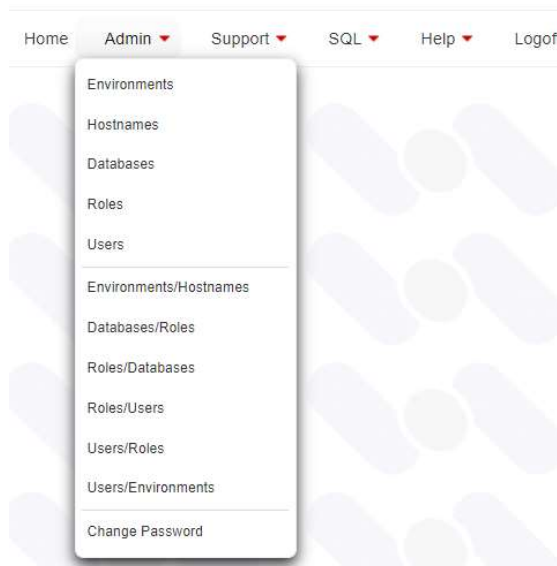 Home Admin Support SQL Help Logof
Environments
Hostnames
Databases
Roles
Users
Environments/Hostnames
Databases/Roles
Roles/Databases
Roles/Users
Users/Roles
Users/Environments
Change Password